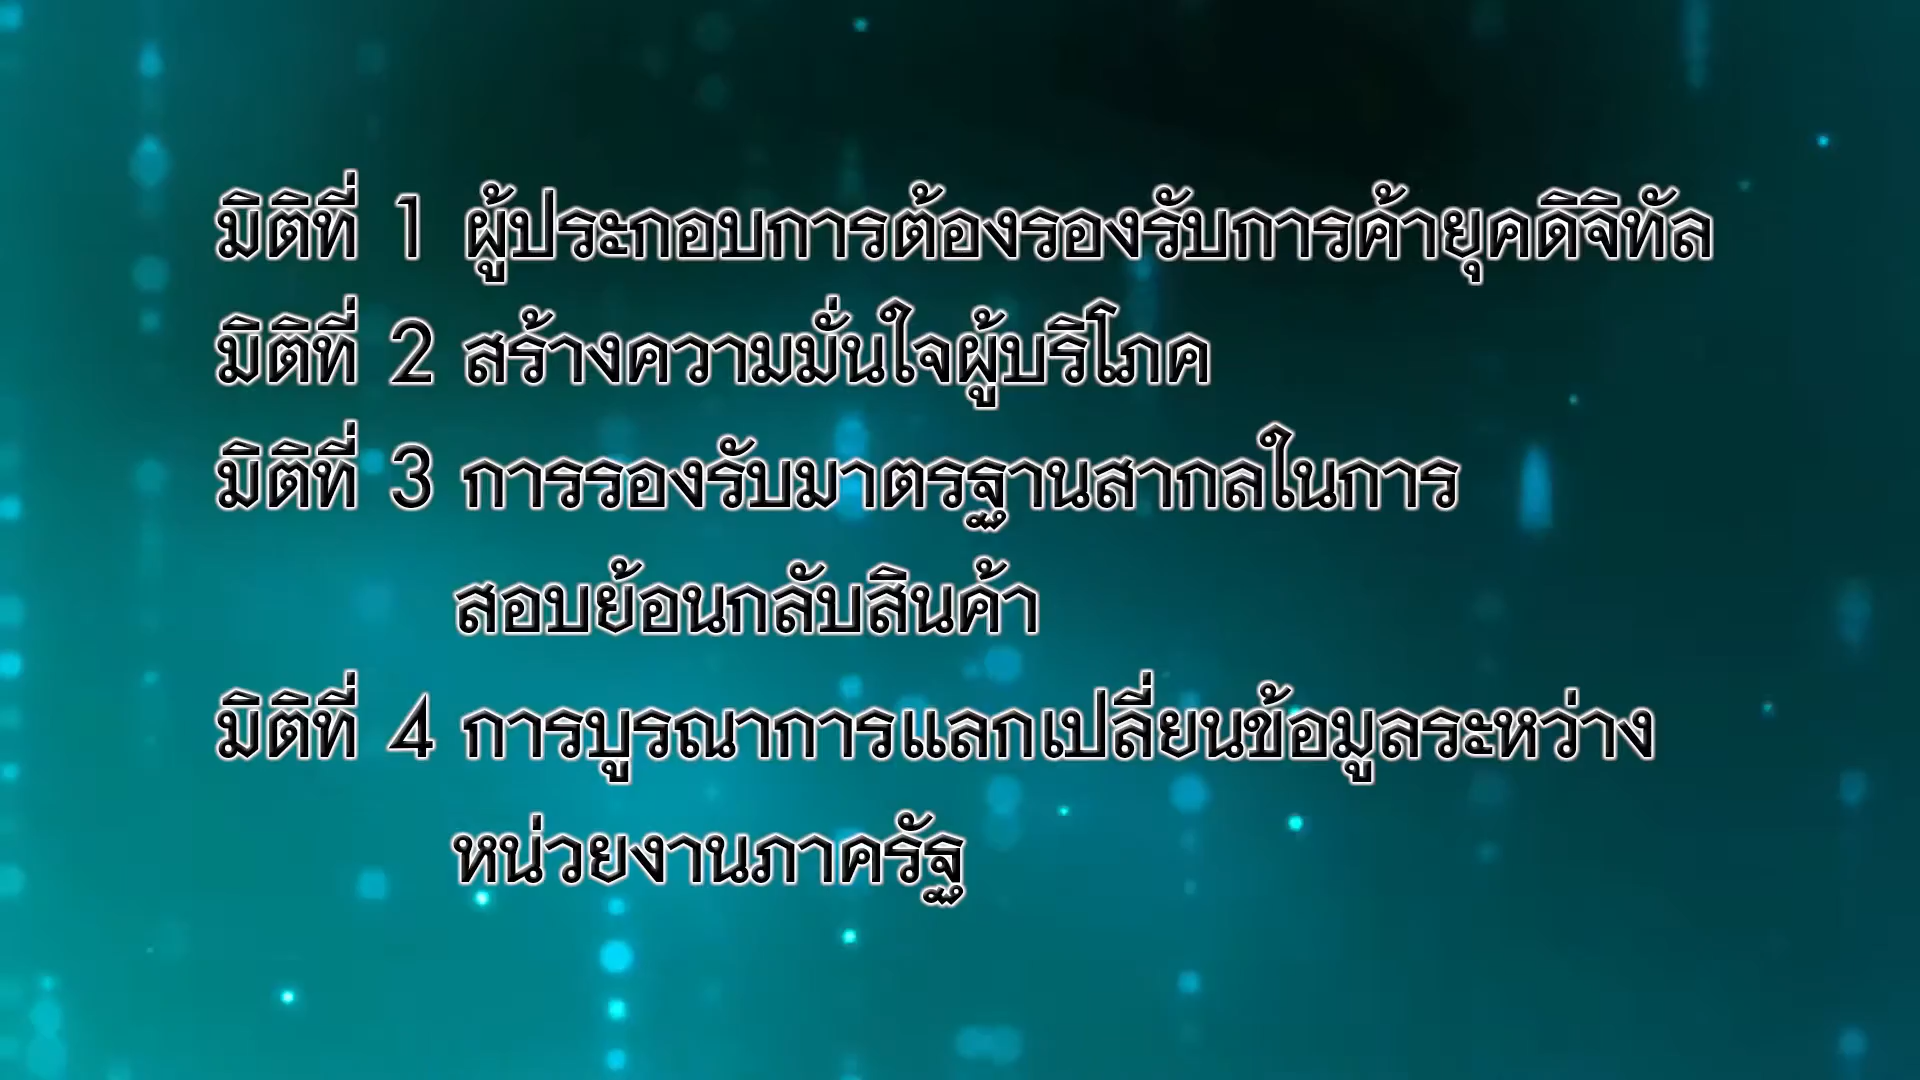 มิติที่ 1 ผู้ประกอบการต้องรองรับการค้ายุคดิจิทัล
มิติที่ 2 สร้างความมั่นใจผู้บริโภค
มิติที่ 3 การรองรับมาตรฐานสากลในการ
สอบย้อนกลับสินค้า
มิติที่ 4 การบูรณาการแลกเปลี่ยนข้อมูลระหว่าง
หน่วยงานภาครัฐ